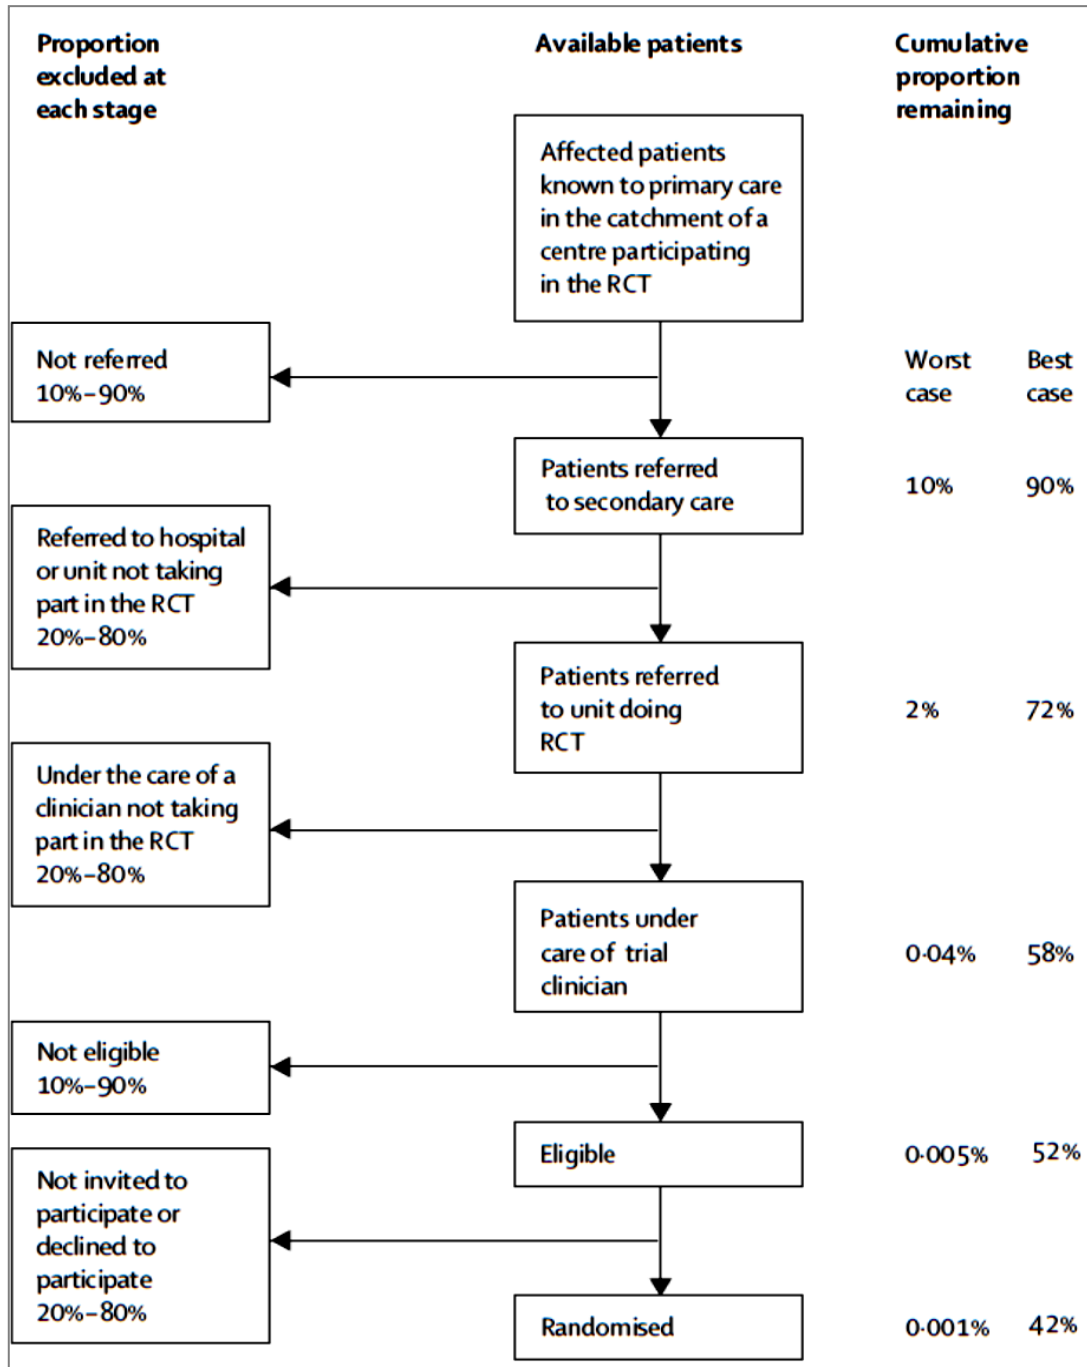 Proportion
excluded at
each stage
Available patients
Cumulative
proportion
remaining
Affected patients
known to primary care
in the catchment of a
centre participating
in the RCT
Not referred
10%–90%
Worst
case
Best
case
Patients referred
to secondary care
10%
90%
Referred to hospital
or unit not taking
part in the RCT
20%–80%
Patients referred
to unit doing
RCT
2%
72%
Under the care of a
clinician not taking
part in the RCT
20%–80%
Patients under
care of trial
clinician
0·04%
58%
Not eligible
10%–90%
Eligible
0·005%
52%
Not invited to
participate or
declined to
participate
20%–80%
Randomised
0·001%
42%